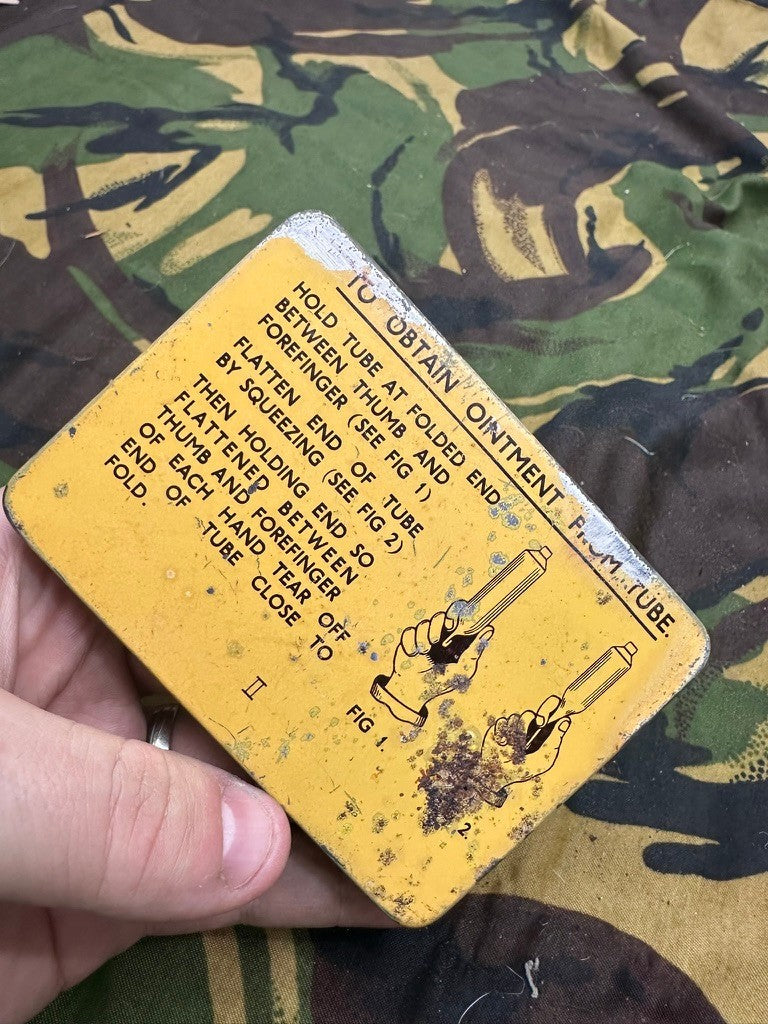 TO OBTAIN OINTMENT FROM TUBE.
HOLD TUBE AT FOLDED END
BETWEEN THUMB AND
FOREFINGER (SEE FIG 1)
FLATTEN END OF TUBE
BY SQUEEZING (SEE FIG 2)
THEN HOLDING END SO
FLATTENED BETWEEN
THUMB AND FOREFINGER
OF EACH HAND TEAR OFF
END OF TUBE CLOSE TO
FOLD.
FIG 1.
2.
II